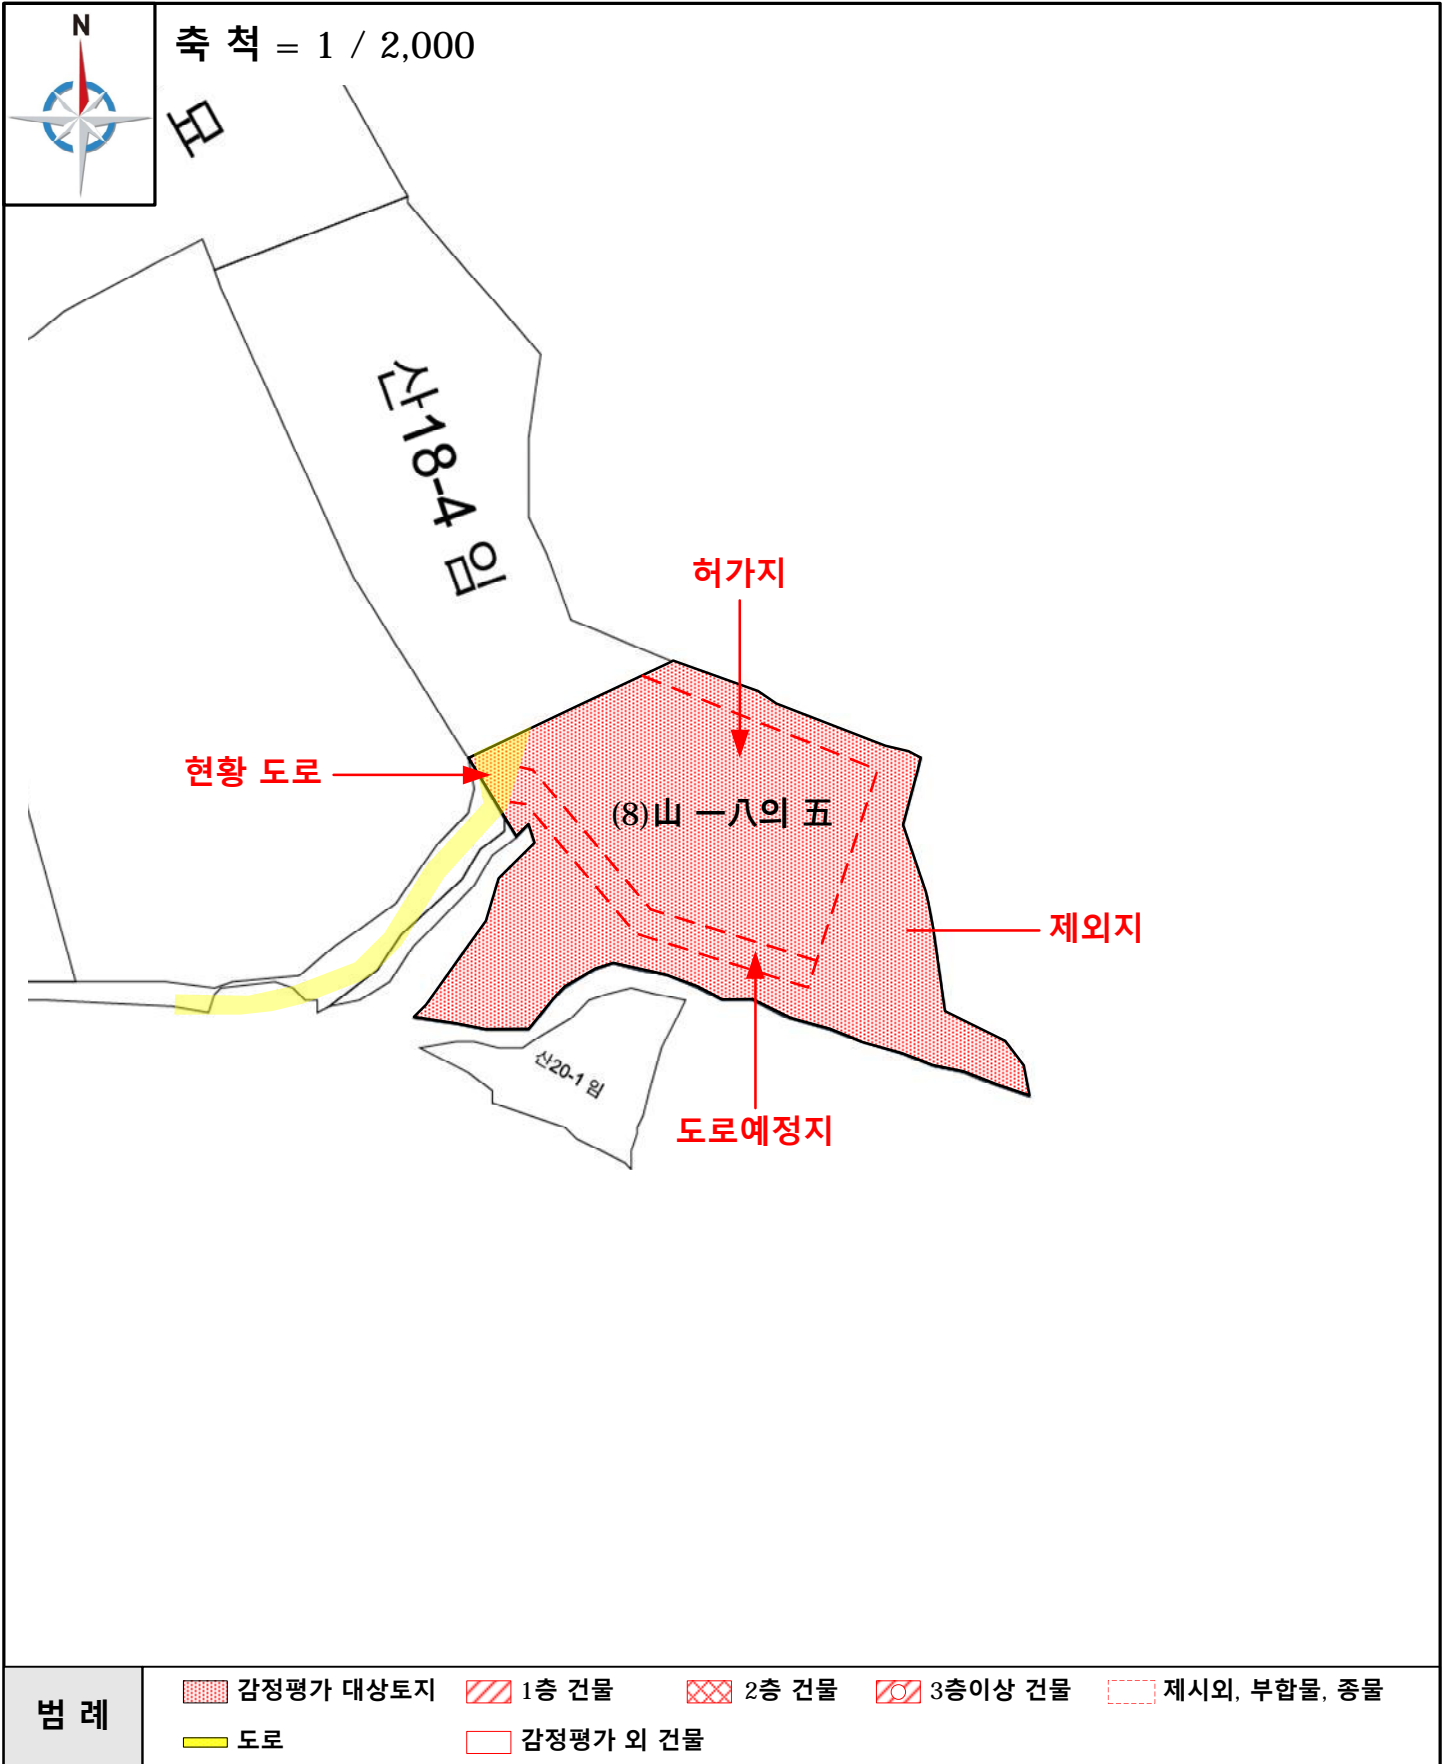 N
축 척 = 1 / 2,000
묘
산18-4 임
허가지
현황 도로
(8)山 一八의 五
제외지
산20-1 임
도로예정지
범 례
감정평가 대상토지 1층 건물 2층 건물 3층이상 건물 제시외, 부합물, 종물
도로 감정평가 외 건물